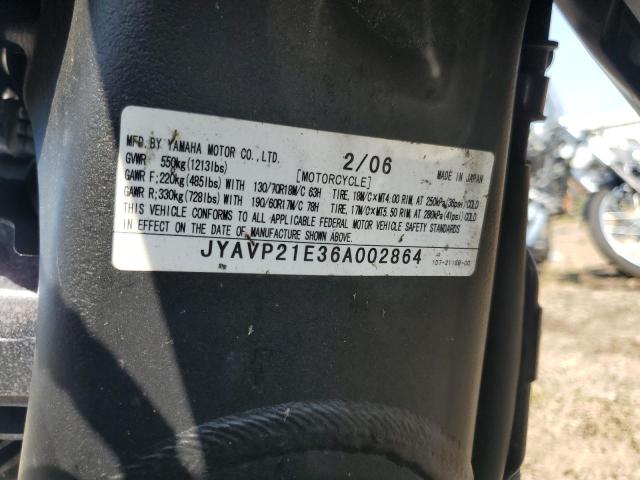 MFD. BY YAMAHA MOTOR CO., LTD. 2/06 MADE IN JAPAN
GVWR 550kg(1213lbs) [MOTORCYCLE]
GAWR F;220kg(485lbs) WITH 130/70R18M/C 63H TIRE, 18M/C×MT4.00 RIM, AT 250kPa(36psi)COLD
GAWR R;330kg(728lbs) WITH 190/60R17M/C 78H TIRE, 17M/C×MT5.50 RIM, AT 280kPa(41psi)COLD
THIS VEHICLE CONFORMS TO ALL APPLICABLE FEDERAL MOTOR VEHICLE SAFETY STANDARDS
IN EFFECT ON THE DATE OF MANUFACTURE SHOWN ABOVE.
JYAVP21E36A002864